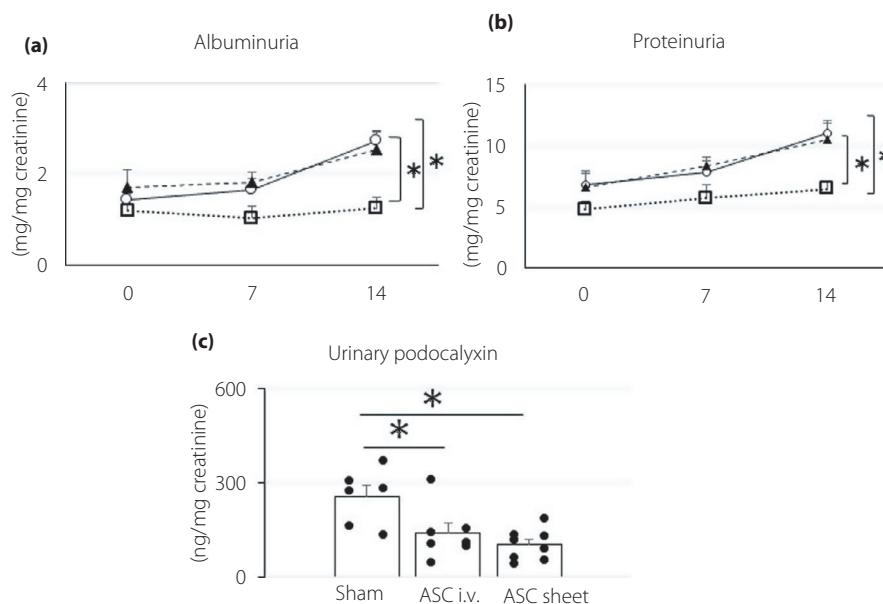 (a)
Albuminuria
(mg/mg creatinine)
4
2
0
0 7 14
* *
(b)
Proteinuria
(mg/mg creatinine)
15
10
5
0
0 7 14
* *
(c)
Urinary podocalyxin
(ng/mg creatinine)
600
300
0
*
*
Sham ASC i.v. ASC sheet